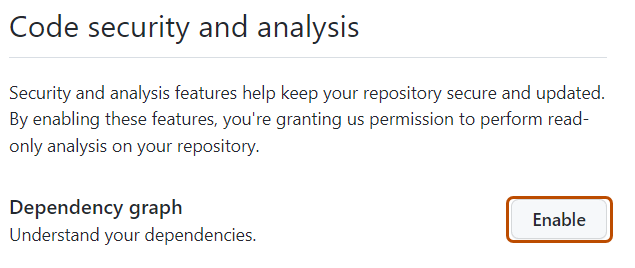 Code security and analysis
Security and analysis features help keep your repository secure and updated.
By enabling these features, you're granting us permission to perform read-
only analysis on your repository.
Dependency graph
Enable
Understand your dependencies.